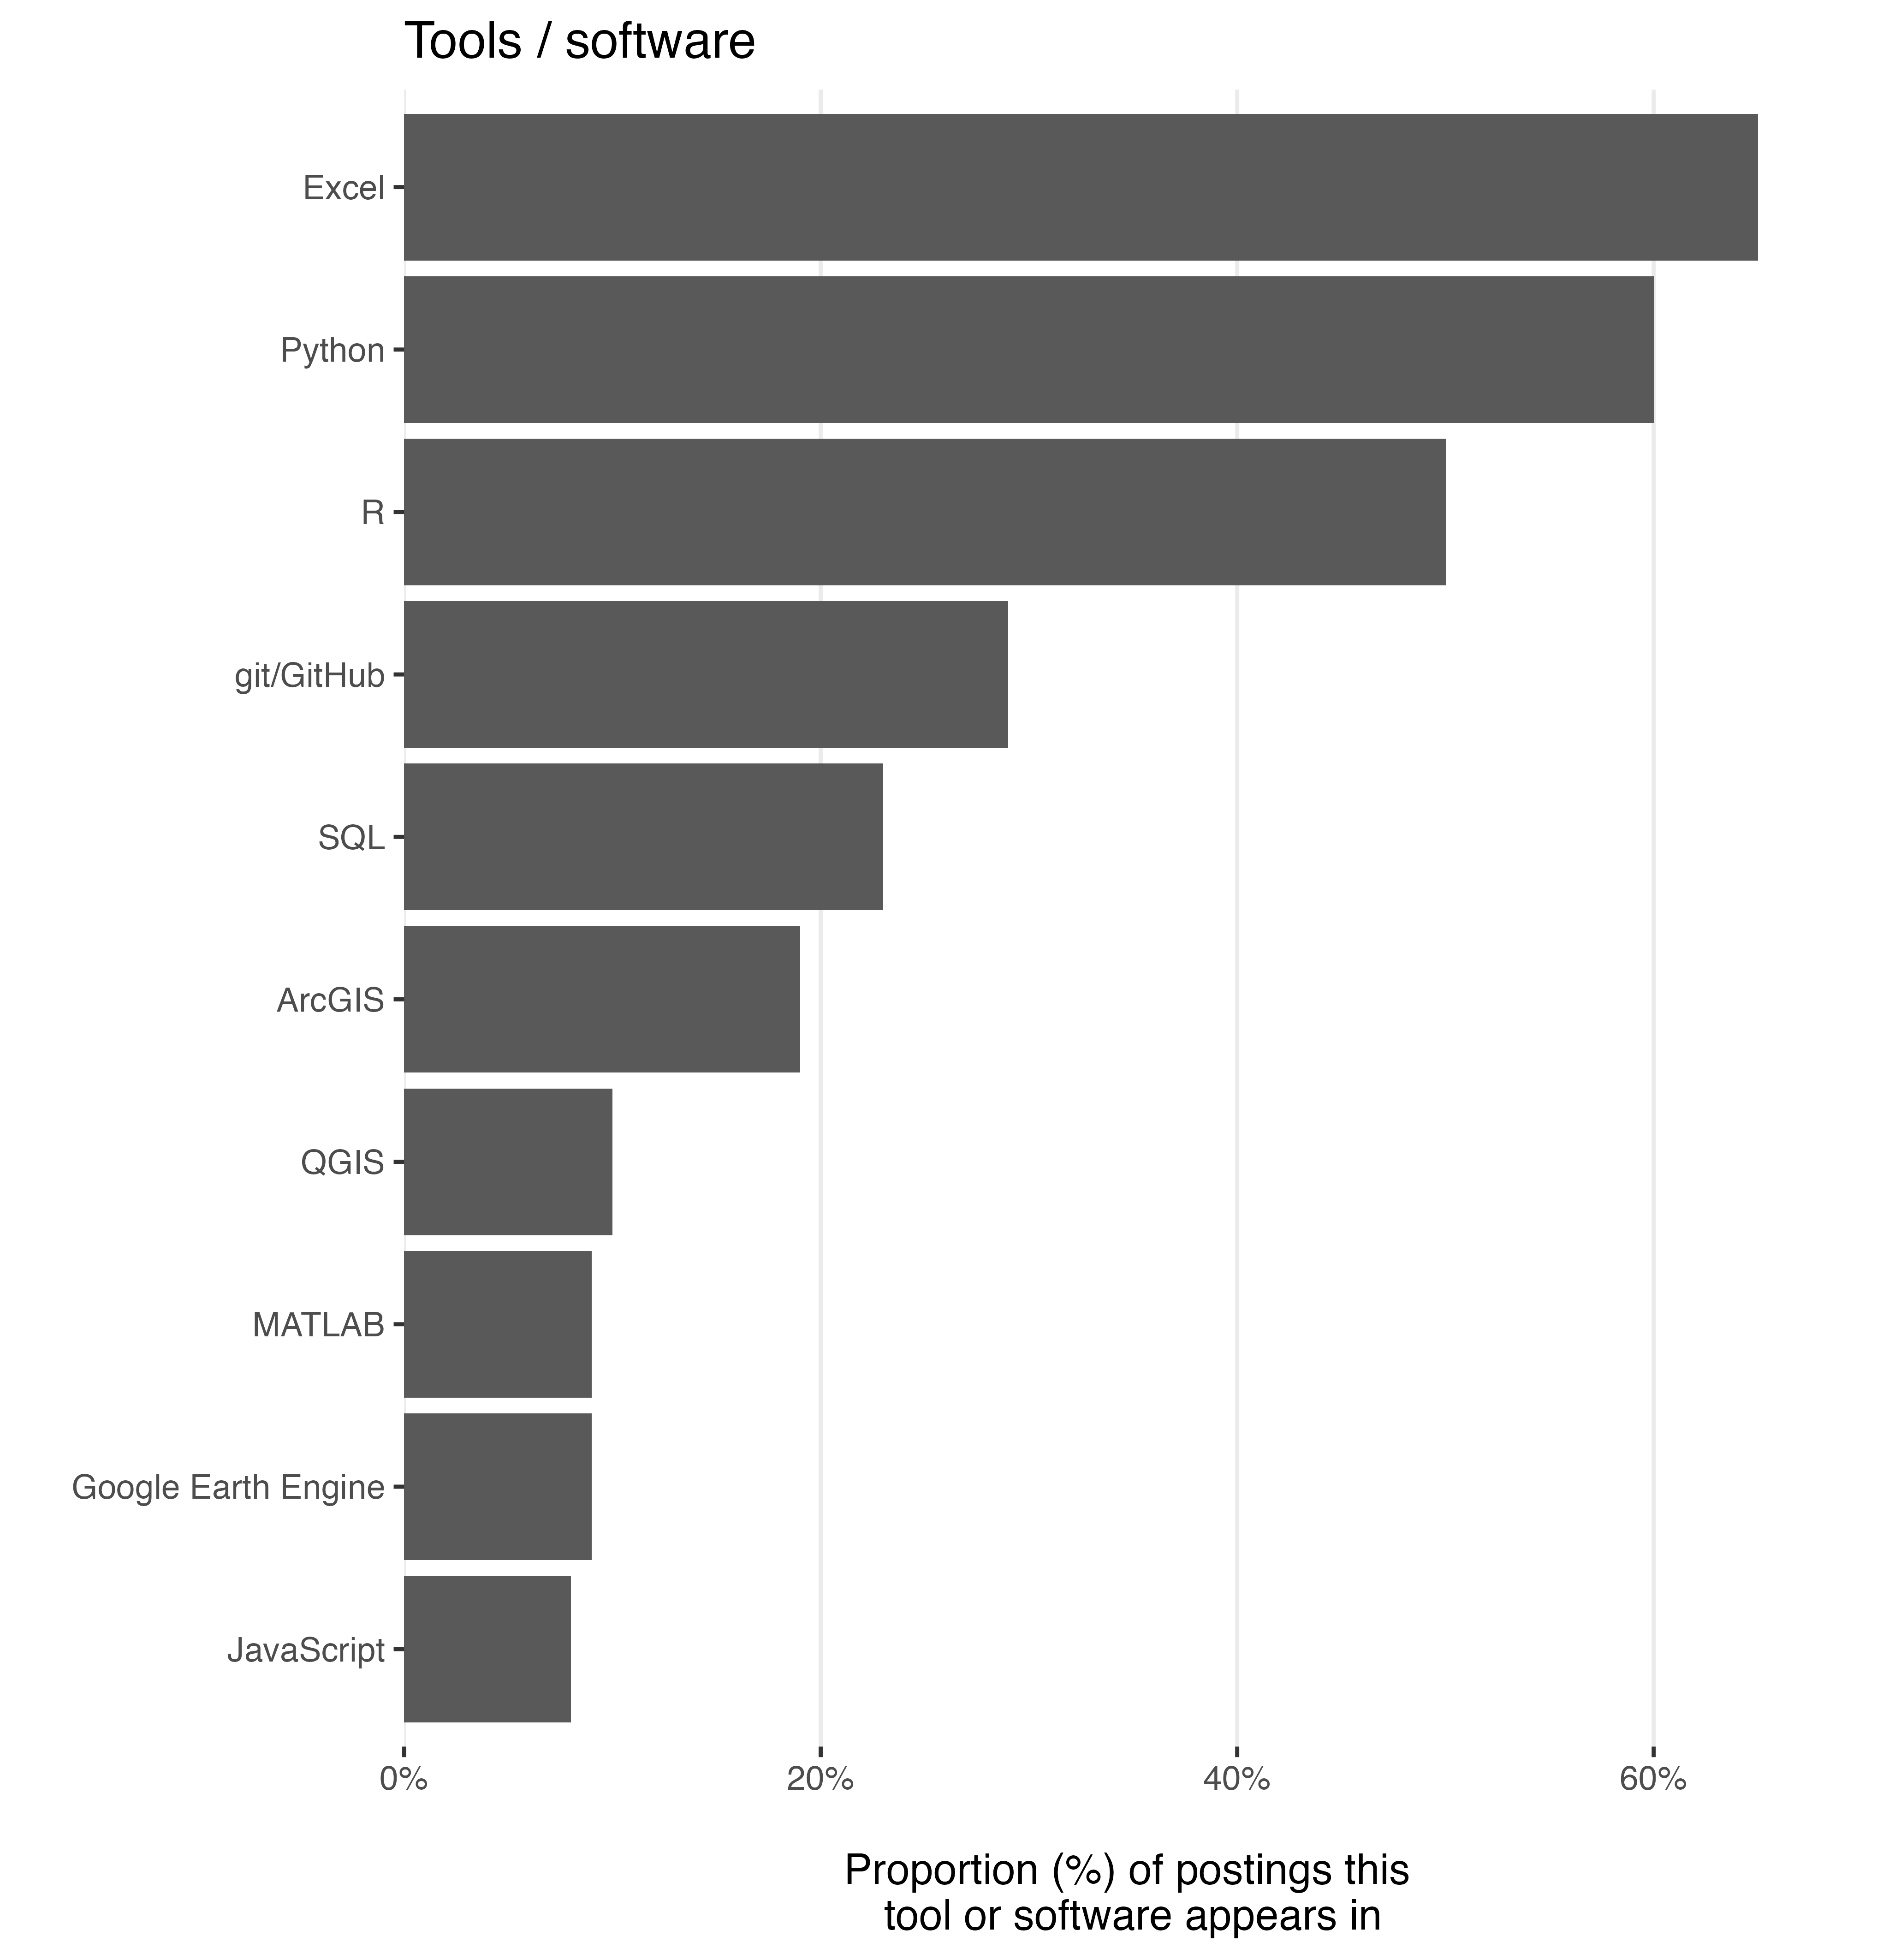 Tools / software
Excel
Python
R
git/GitHub
SQL
ArcGIS
QGIS
MATLAB
Google Earth Engine
JavaScript
0%
20%
40%
60%
Proportion (%) of postings this
tool or software appears in